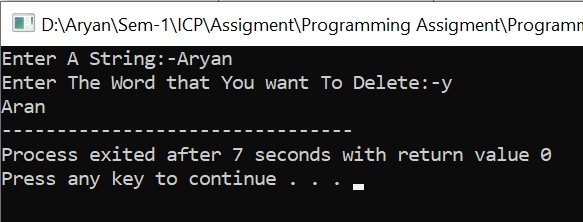 D:\Aryan\Sem-1\ICP\Assigment\Programming Assigment\Programm
Enter A String:-Aryan
Enter The Word that You want To Delete:-y
Aran
--------------------------------
Process exited after 7 seconds with return value 0
Press any key to continue . . .